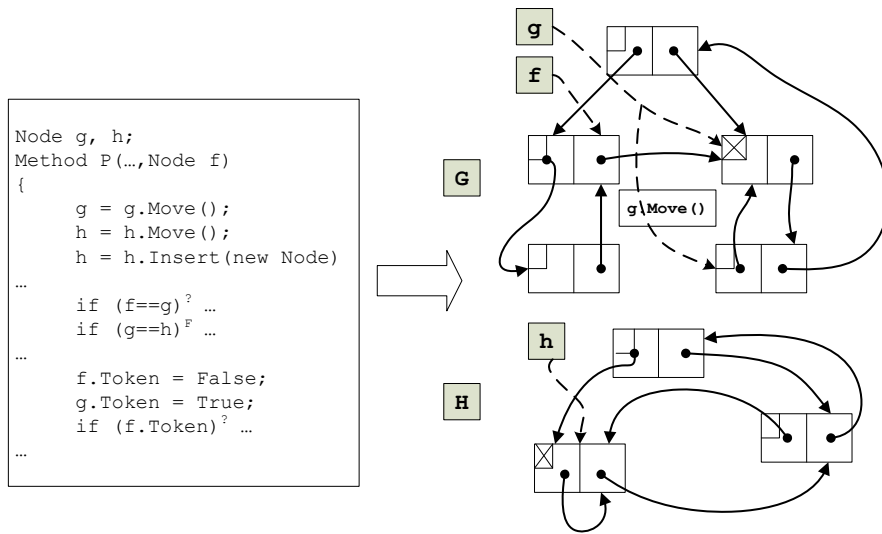 Node g, h;
Method P(…,Node f)
{
g = g.Move();
h = h.Move();
h = h.Insert(new Node)
…
if (f==g)? …
if (g==h)F …
…
f.Token = False;
g.Token = True;
if (f.Token)? …
…
g
f
G
g\Move()
h
H